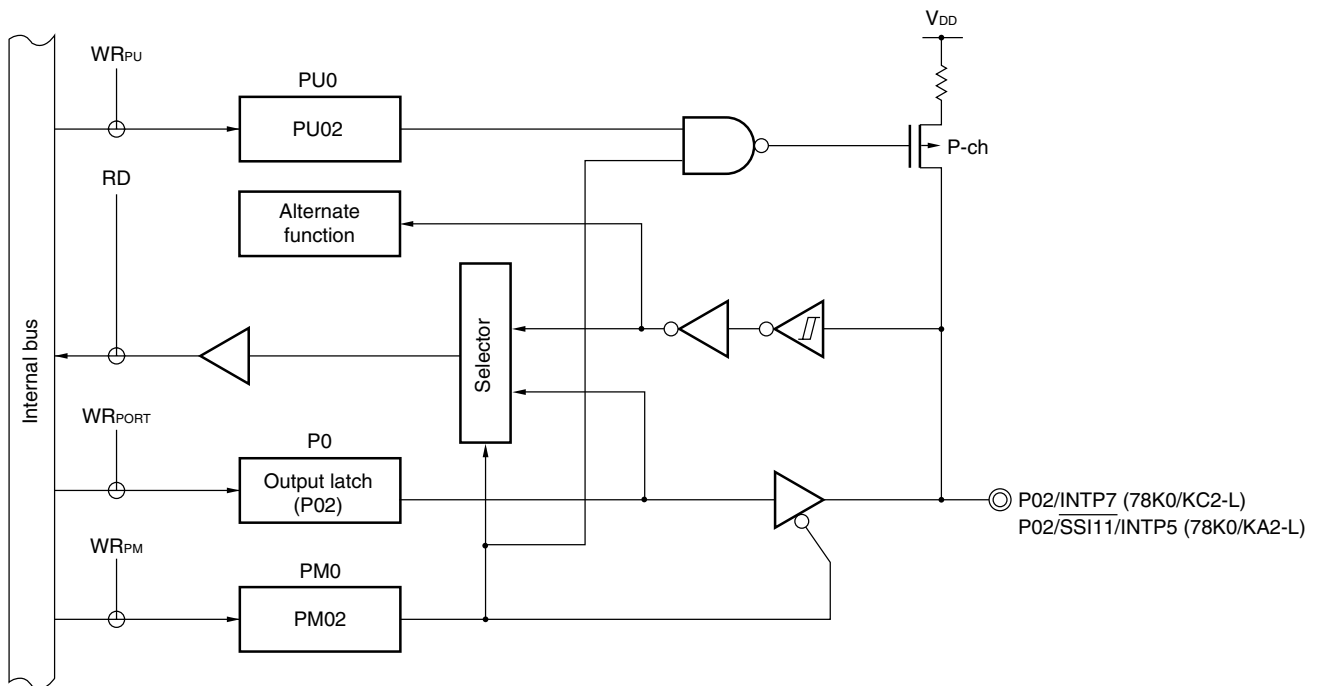 VDD
WRPU
PU0
PU02
P-ch
RD
Alternate
function
Selector
Internal bus
WRPORT
P0
Output latch
(P02)
P02/INTP7 (78K0/KC2-L)
P02/SSI11/INTP5 (78K0/KA2-L)
WRPM
PM0
PM02